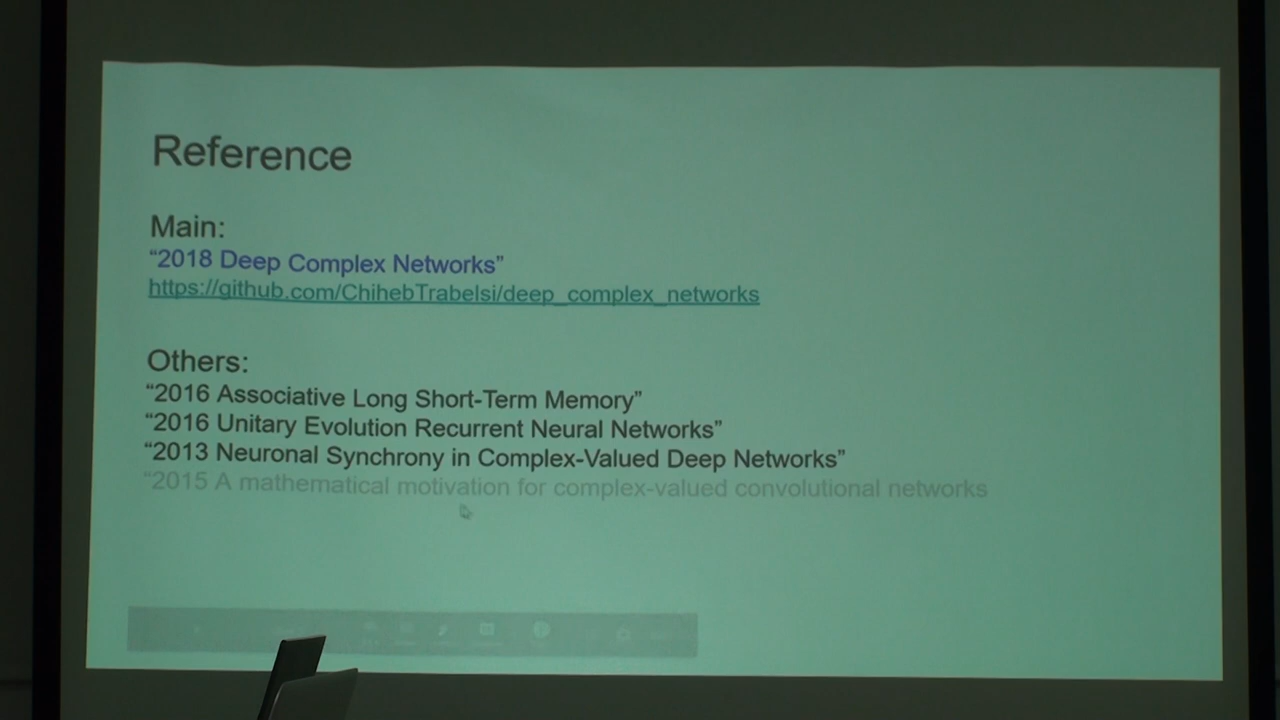 Reference
Main:
“2018 Deep Complex Networks”
https://github.com/ChihebTrabelsi/deep_complex_networks
Others:
“2016 Associative Long Short-Term Memory”
“2016 Unitary Evolution Recurrent Neural Networks”
“2013 Neuronal Synchrony in Complex-Valued Deep Networks”
“2015 A mathematical motivation for complex-valued convolutional networks